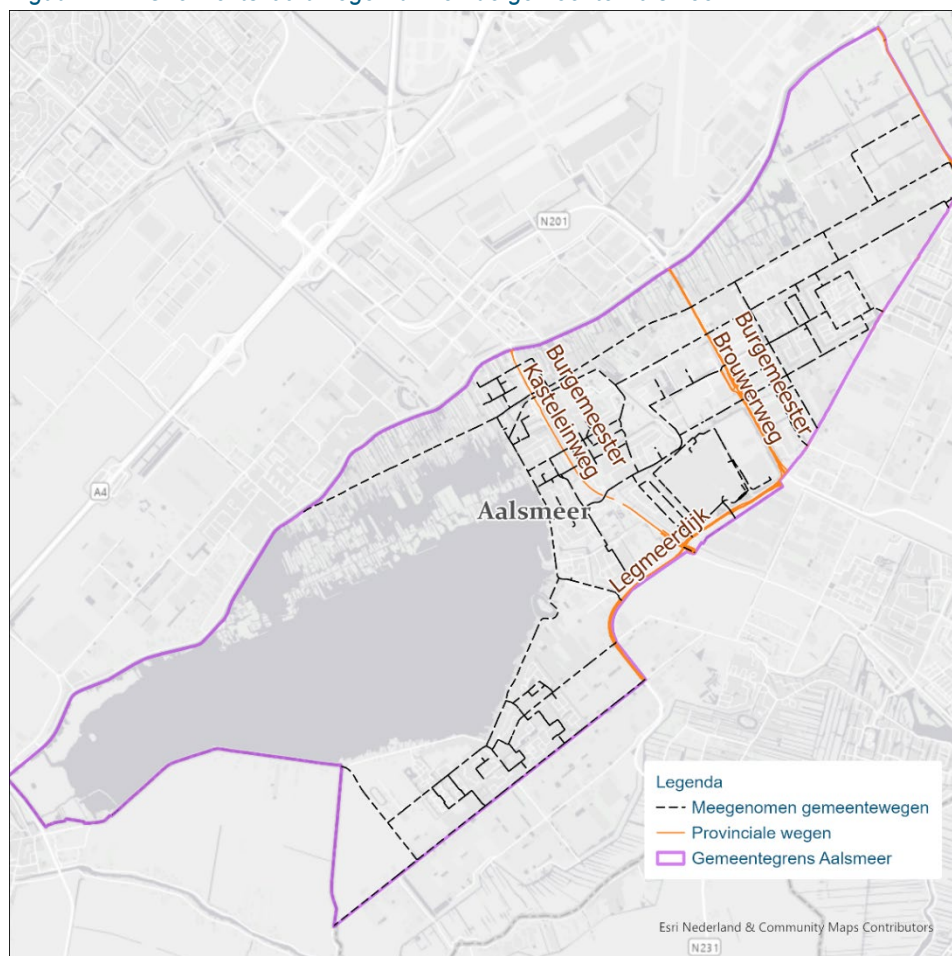 N201
Burgemeester
Brouwerweg
Burgemeester
Kasteleinweg
A4
Aalsmeer
Legmeerdijk
Legenda
Meegenomen gemeentewegen
Provinciale wegen
Gemeentegrens Aalsmeer
Esri Nederland & Community Maps Contributors
N231